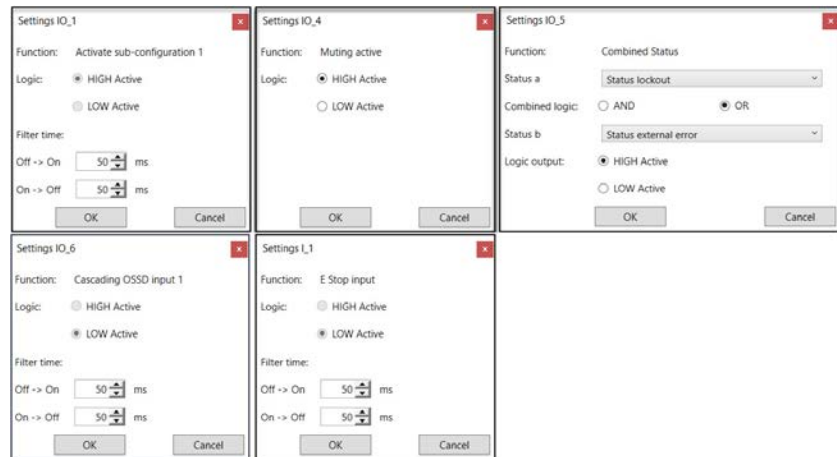 Settings IO_1
x
Function: Activate sub-configuration 1
Logic: HIGH Active
LOW Active
Filter time:
Off -> On 50 ms
On -> Off 50 ms
OK Cancel
Settings IO_4
x
Function: Muting active
Logic: HIGH Active
LOW Active
OK Cancel
Settings IO_5
x
Function: Combined Status
Status a Status lockout
Combined logic: AND OR
Status b Status external error
Logic output: HIGH Active
LOW Active
OK Cancel
Settings IO_6
x
Function: Cascading OSSD input 1
Logic: HIGH Active
LOW Active
Filter time:
Off -> On 50 ms
On -> Off 50 ms
OK Cancel
Settings I_1
x
Function: E Stop input
Logic: HIGH Active
LOW Active
Filter time:
Off -> On 50 ms
On -> Off 50 ms
OK Cancel